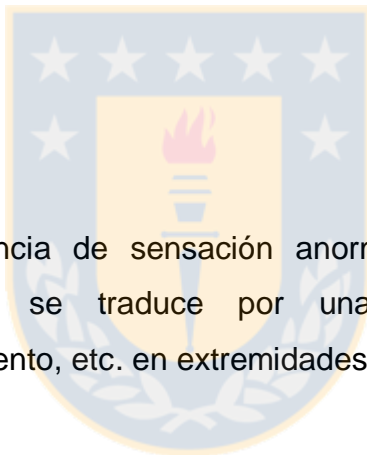 ncia de sensación anorm
se traduce por una
ento, etc. en extremidades